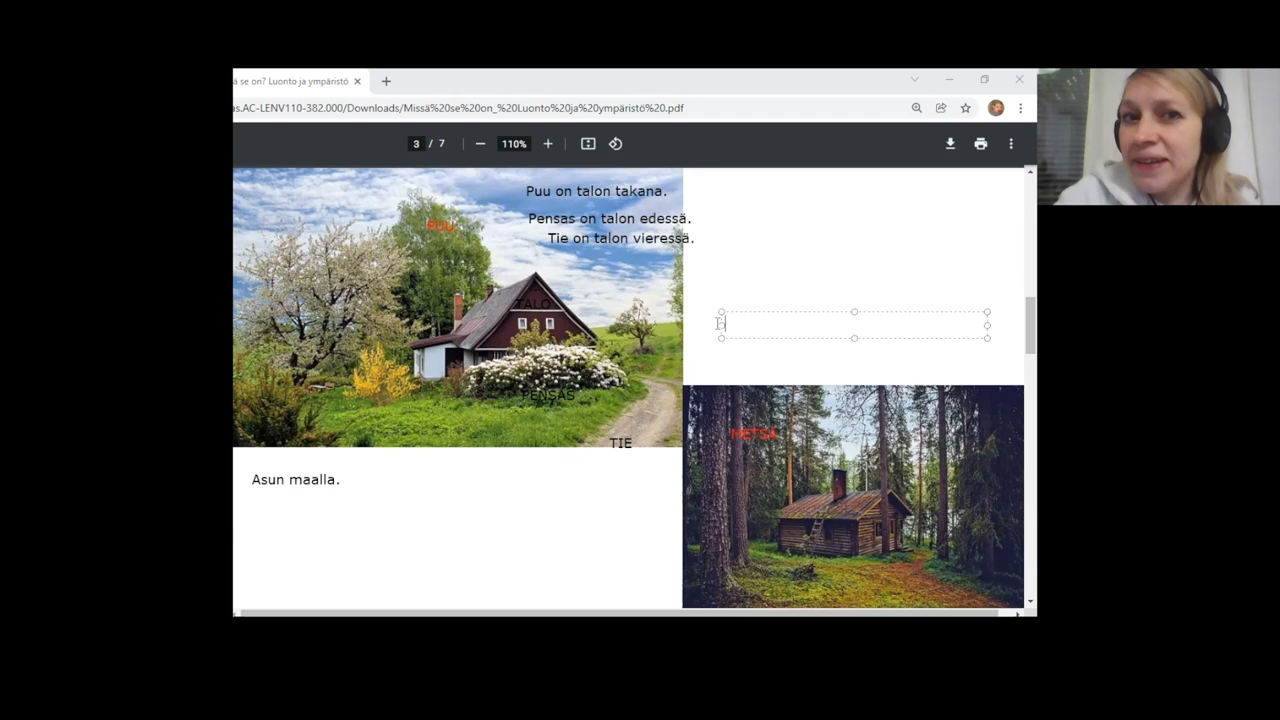 ä se on? Luonto ja ympäristö
as.AC-LENV110-382.000/Downloads/Missä%20se%20on_%20Luonto%20ja%20ympäristö%20.pdf
3 / 7
110%
Puu on talon takana.
PUU
Pensas on talon edessä.
Tie on talon vieressä.
TALO
PENSAS
METSÄ
TIE
Asun maalla.